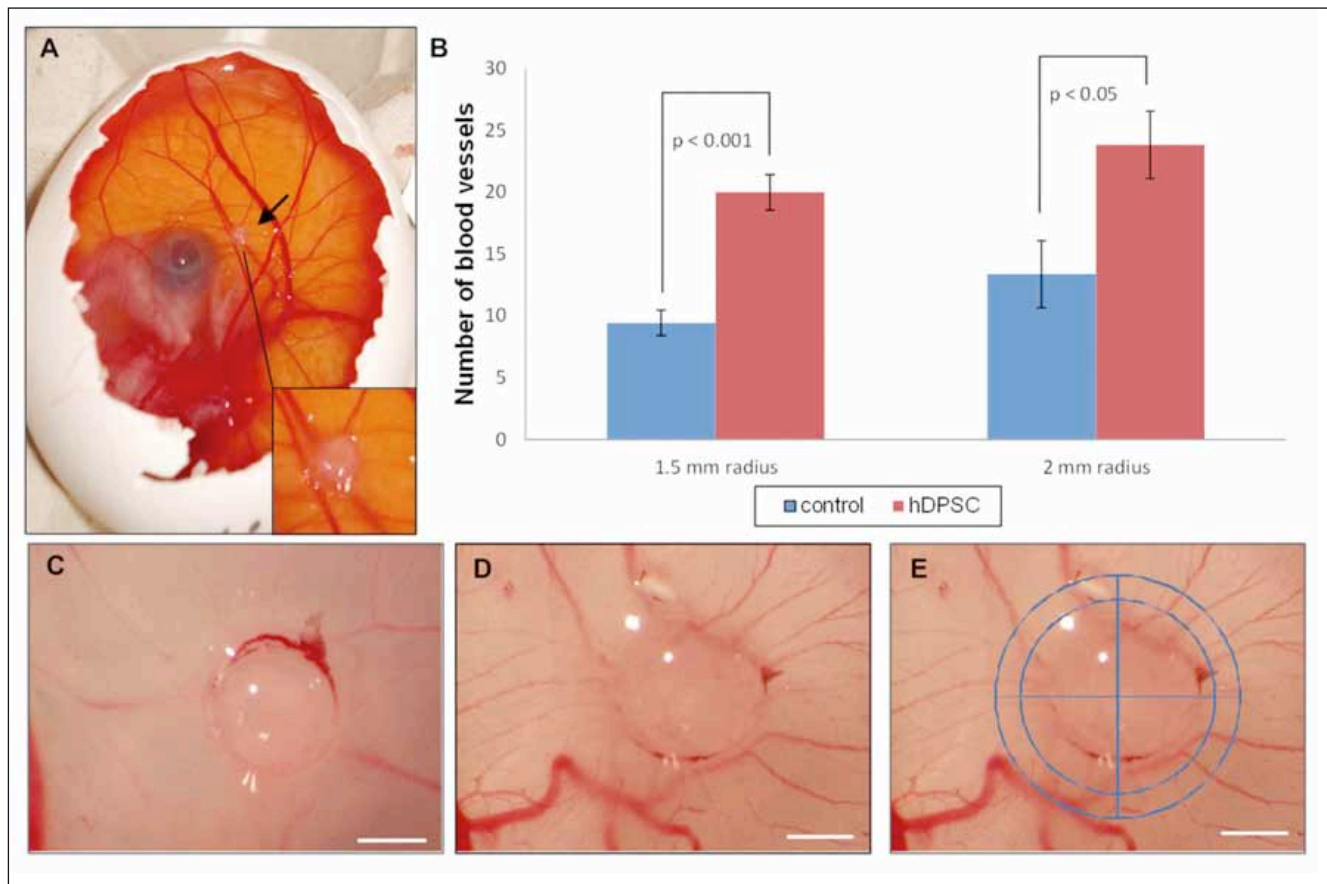 A
B
30
p < 0.05
25
p < 0.001
20
15
10
5
0
Number of blood vessels
1.5 mm radius
2 mm radius
control
hDPSC
C
D
E